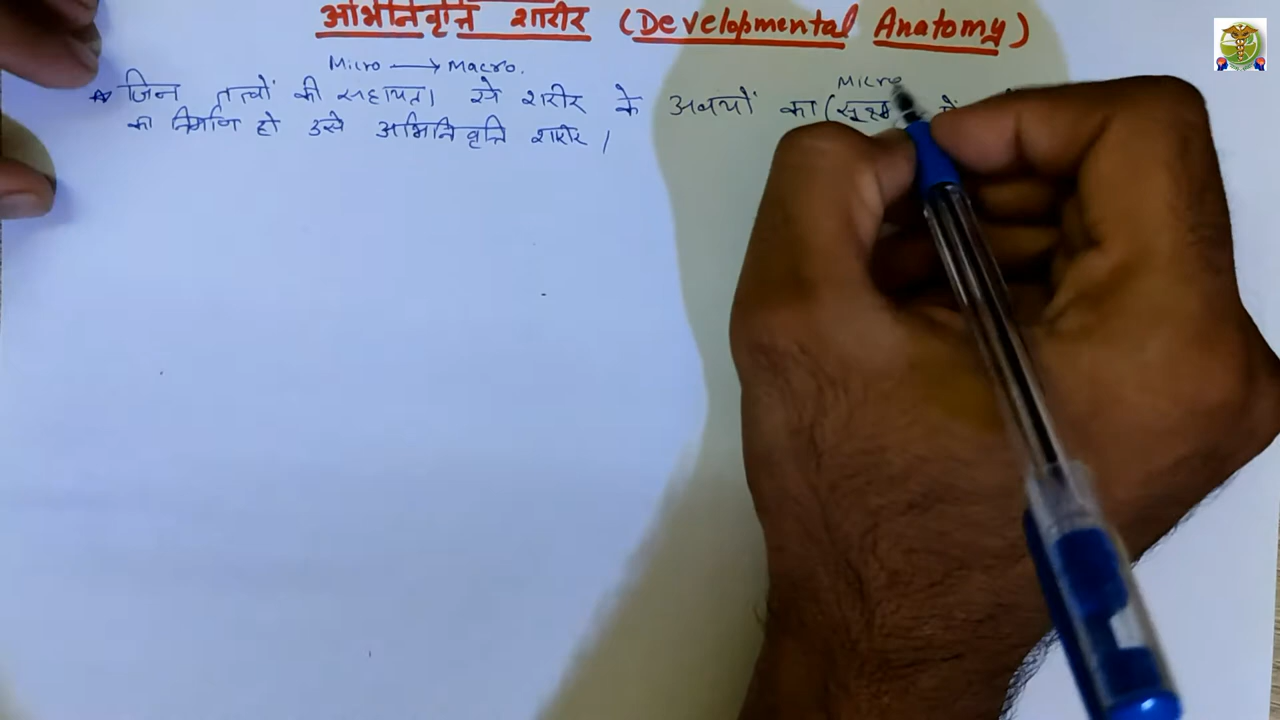 अभिनिवृत्ति शारीर (Developmental Anatomy)
Micro → Macro.
Micro
जिन तत्वों की सहायता से शरीर के अवयवों का (सूक्ष्म
का निर्माण हो उसे अभिनिवृत्ति शारीर ।